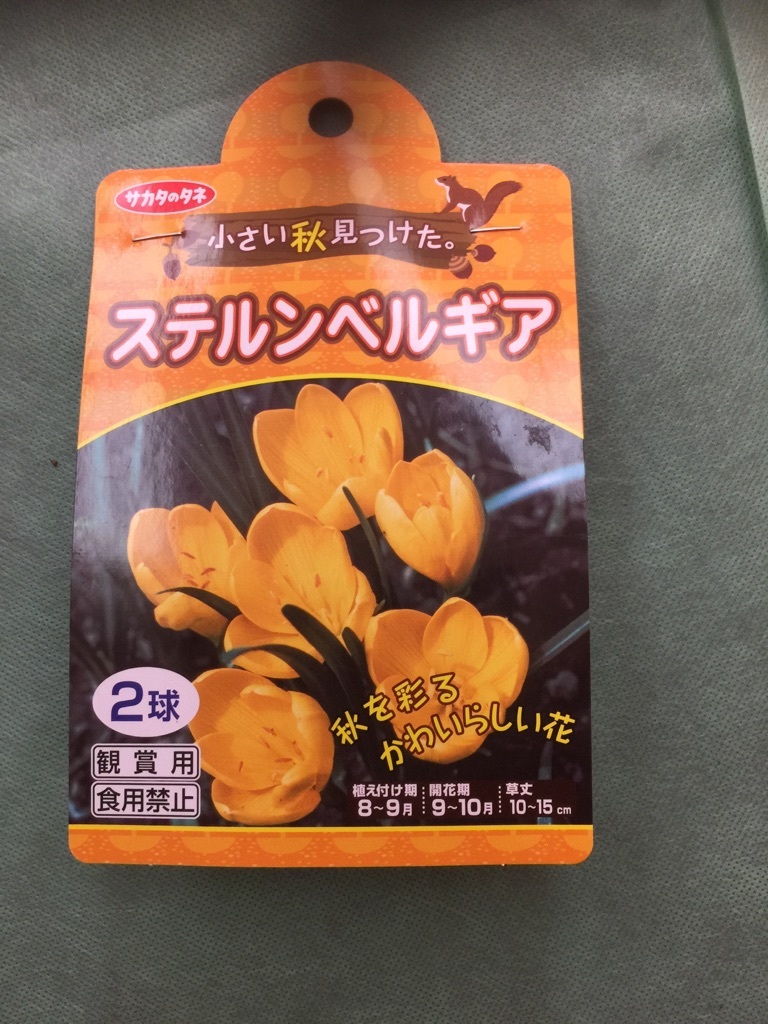 サカタのタネ
小さい秋見つけた。
ステルンベルギア
秋を彩る
かわいらしい花
2球
観賞用
食用禁止
植え付け期 開花期 草丈
8~9月 9~10月 10~15cm